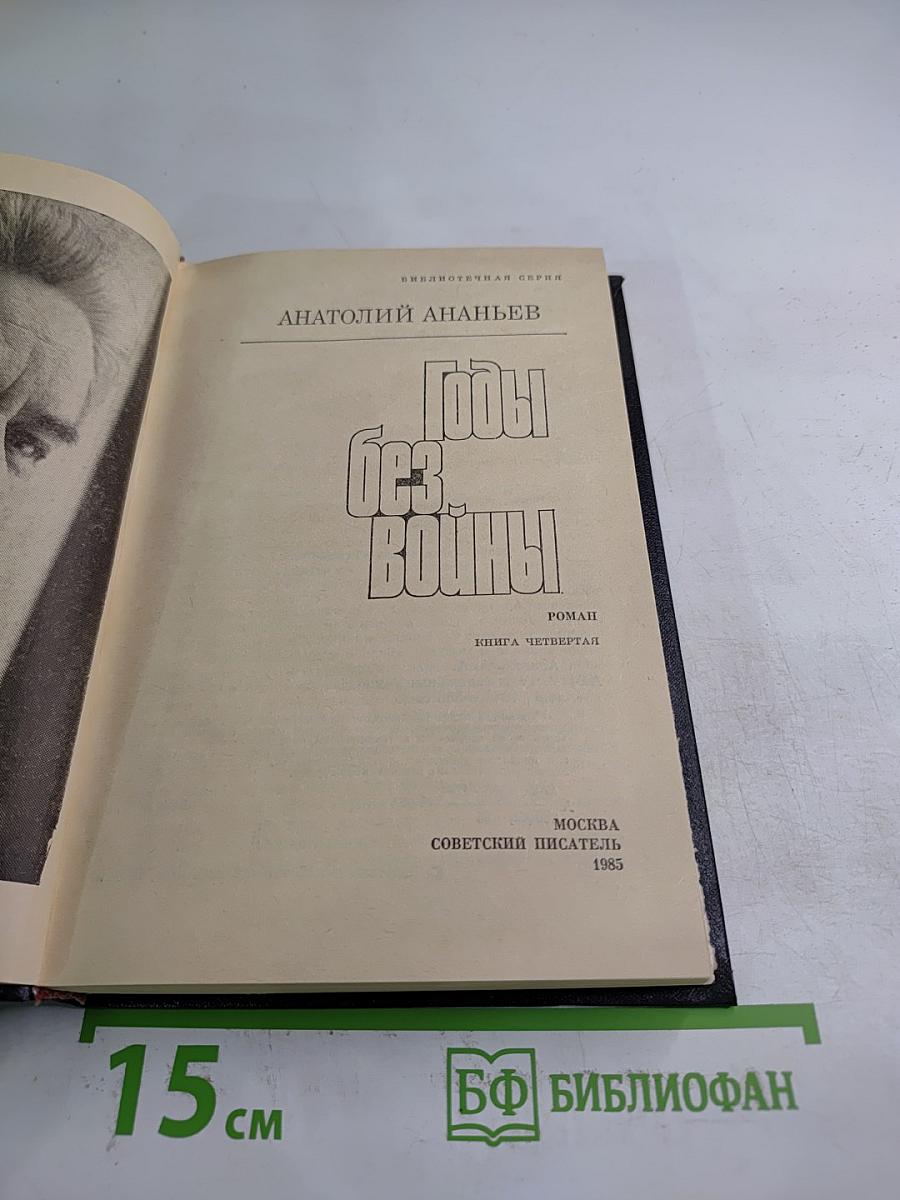 БИБЛИОТЕЧНАЯ СЕРИЯ
АНАТОЛИЙ АНАНЬЕВ
Годы
без
войны
РОМАН
КНИГА ЧЕТВЕРТАЯ
МОСКВА
СОВЕТСКИЙ ПИСАТЕЛЬ
1985
15 см
БФ БИБЛИОФАН